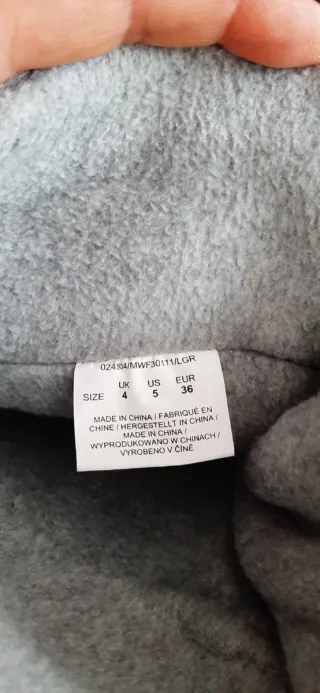 024304/MWF30111/LGR
UK US EUR
SIZE 4 5 36
MADE IN CHINA / FABRIQUÉ EN
CHINE / HERGESTELLT IN CHINA /
MADE IN CHINA /
WYPRODUKOWANO W CHINACH /
VYROBENO V ČÍNĚ